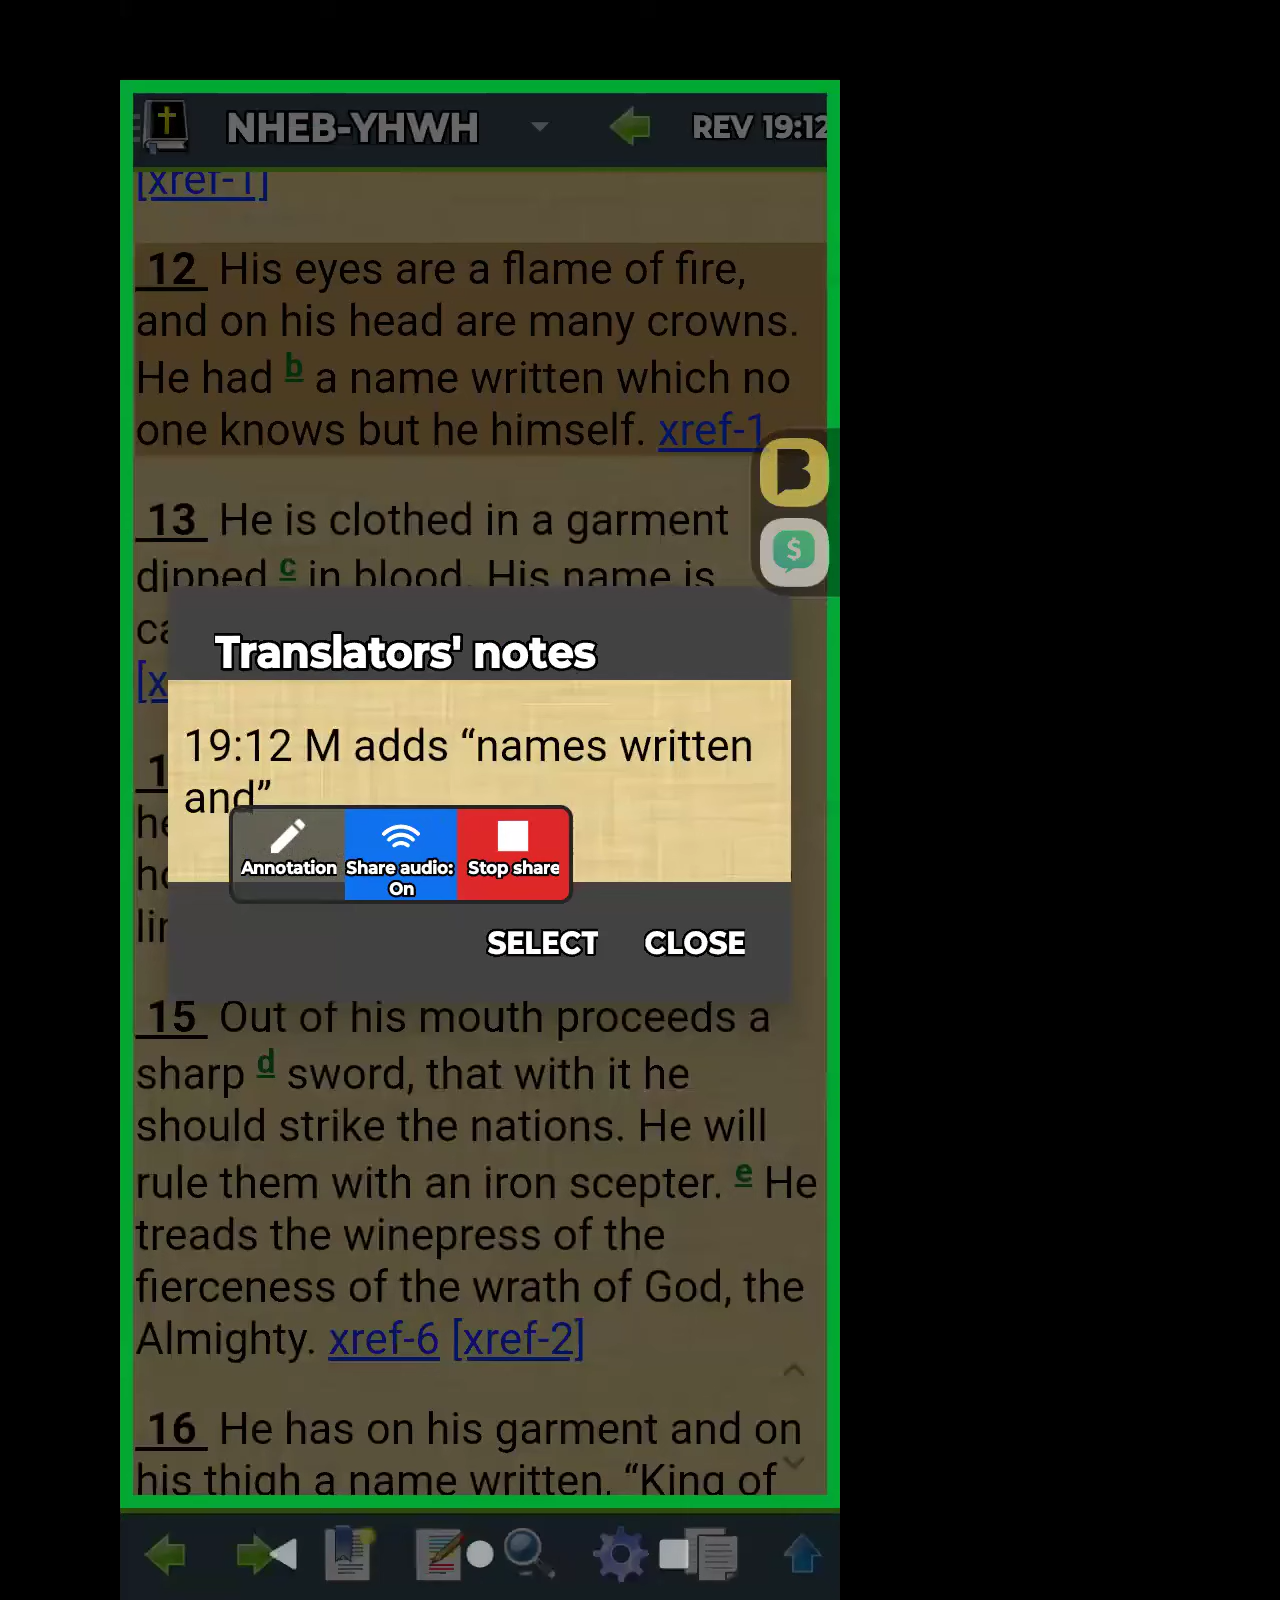 NHEB-YHWH
REV 19:12
[xref-1]
12 His eyes are a flame of fire,
and on his head are many crowns.
He had b a name written which no
one knows but he himself. xref-1
B
13 He is clothed in a garment
$
dipped c in blood. His name is
ca
[x
Translators' notes
19:12 M adds “names written
and”
1
he
ho
lin
Annotation
Share audio:
On
Stop share
SELECT CLOSE
15 Out of his mouth proceeds a
sharp d sword, that with it he
should strike the nations. He will
rule them with an iron scepter. e He
treads the winepress of the
fierceness of the wrath of God, the
Almighty. xref-6 [xref-2]
16 He has on his garment and on
his thigh a name written, “King of